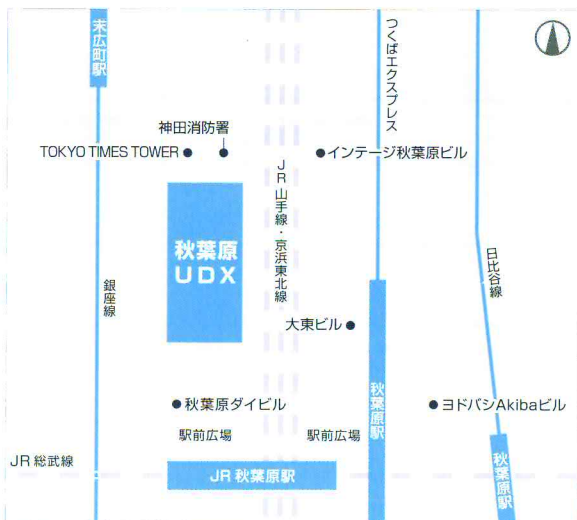 末広町駅
つくばエクスプレス
神田消防署
TOKYO TIMES TOWER
インテージ秋葉原ビル
JR山手線・京浜東北線
秋葉原
UDX
日比谷線
銀座線
大東ビル
秋葉原駅
秋葉原ダイビル
ヨドバシAkibaビル
駅前広場
駅前広場
JR 総武線
JR 秋葉原駅
秋葉原駅